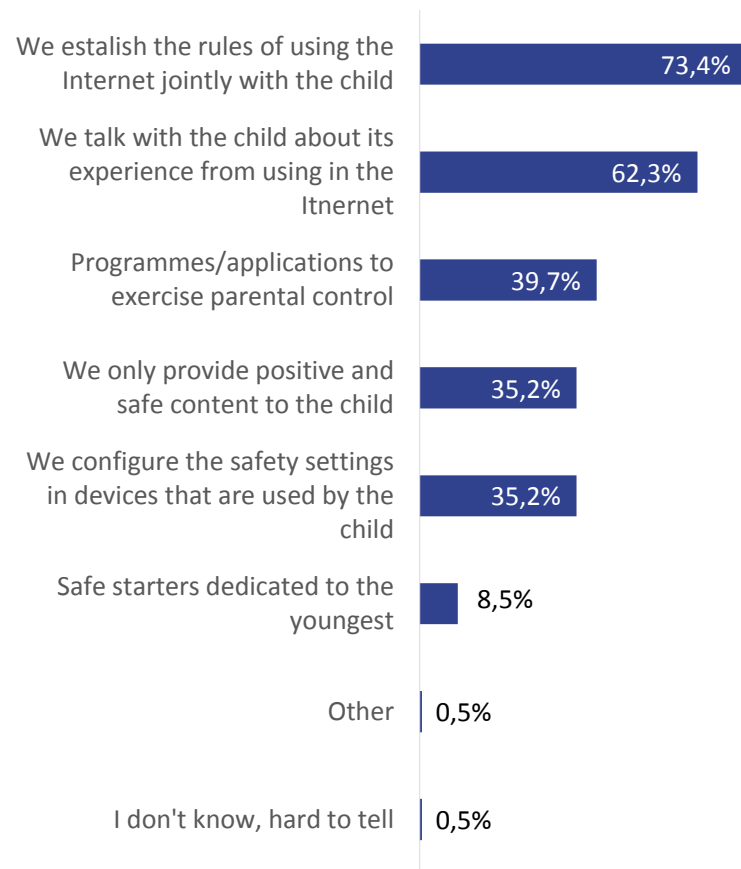 We estalish the rules of using the
Internet jointly with the child
73,4%
We talk with the child about its
experience from using in the
Itnernet
62,3%
Programmes/applications to
exercise parental control
39,7%
We only provide positive and
safe content to the child
35,2%
We configure the safety settings
in devices that are used by the
child
35,2%
Safe starters dedicated to the
youngest
8,5%
Other
0,5%
I don't know, hard to tell
0,5%